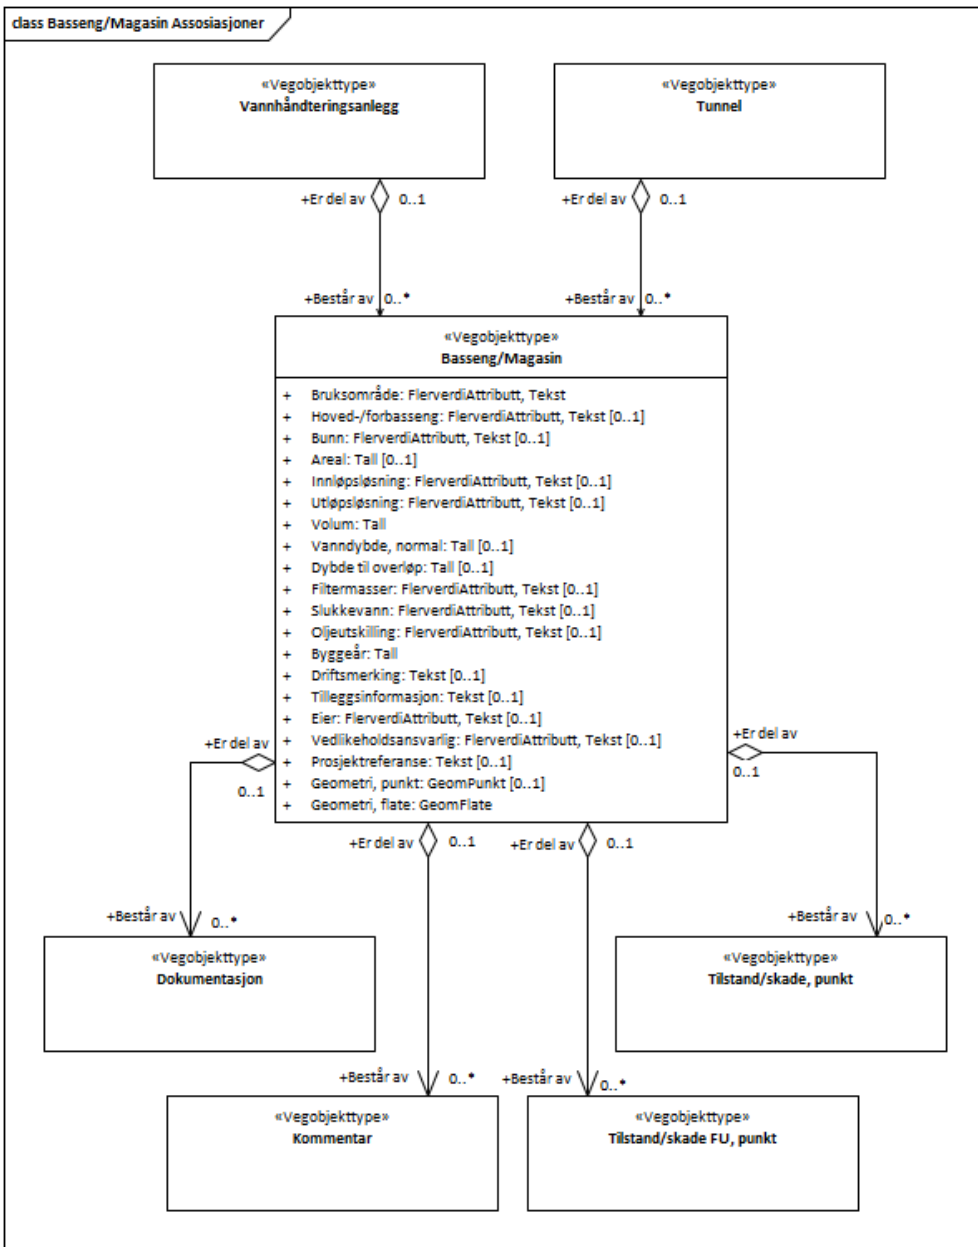 class Basseng/Magasin Assosiasjoner
«Vegobjekttype»
Vannhåndteringsanlegg
«Vegobjekttype»
Tunnel
+Er del av 0..1
+Er del av 0..1
+Består av 0..*
+Består av 0..*
«Vegobjekttype»
Basseng/Magasin
+ Bruksområde: FlerverdiAttributt, Tekst
+ Hoved-/forbasseng: FlerverdiAttributt, Tekst [0..1]
+ Bunn: FlerverdiAttributt, Tekst [0..1]
+ Areal: Tall [0..1]
+ Innløpsløsning: FlerverdiAttributt, Tekst [0..1]
+ Utløpsløsning: FlerverdiAttributt, Tekst [0..1]
+ Volum: Tall
+ Vanndybde, normal: Tall [0..1]
+ Dybde til overløp: Tall [0..1]
+ Filtermasser: FlerverdiAttributt, Tekst [0..1]
+ Slukkevann: FlerverdiAttributt, Tekst [0..1]
+ Oljeutskilling: FlerverdiAttributt, Tekst [0..1]
+ Byggeår: Tall
+ Driftsmerking: Tekst [0..1]
+ Tilleggsinformasjon: Tekst [0..1]
+ Eier: FlerverdiAttributt, Tekst [0..1]
+ Vedlikeholdsansvarlig: FlerverdiAttributt, Tekst [0..1]
+ Prosjektreferanse: Tekst [0..1]
+ Geometri, punkt: GeomPunkt [0..1]
+ Geometri, flate: GeomFlate
+Er del av
0..1
+Er del av
0..1
+Er del av 0..1
+Er del av 0..1
+Består av 0..*
+Består av 0..*
«Vegobjekttype»
Dokumentasjon
«Vegobjekttype»
Tilstand/skade, punkt
+Består av 0..*
+Består av 0..*
«Vegobjekttype»
Kommentar
«Vegobjekttype»
Tilstand/skade FU, punkt